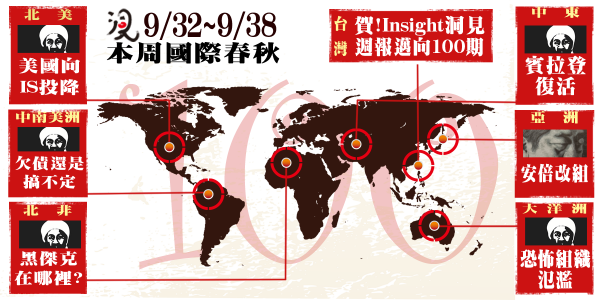 北美
美國向
IS投降
洞見
9/32~9/38
本周國際春秋
台灣
賀!Insight洞見
週報邁向100期
中東
賓拉登
復活
中南美洲
欠債還是
搞不定
亞洲
安倍改組
北非
黑傑克
在哪裡?
大洋洲
恐怖組織
氾濫
100